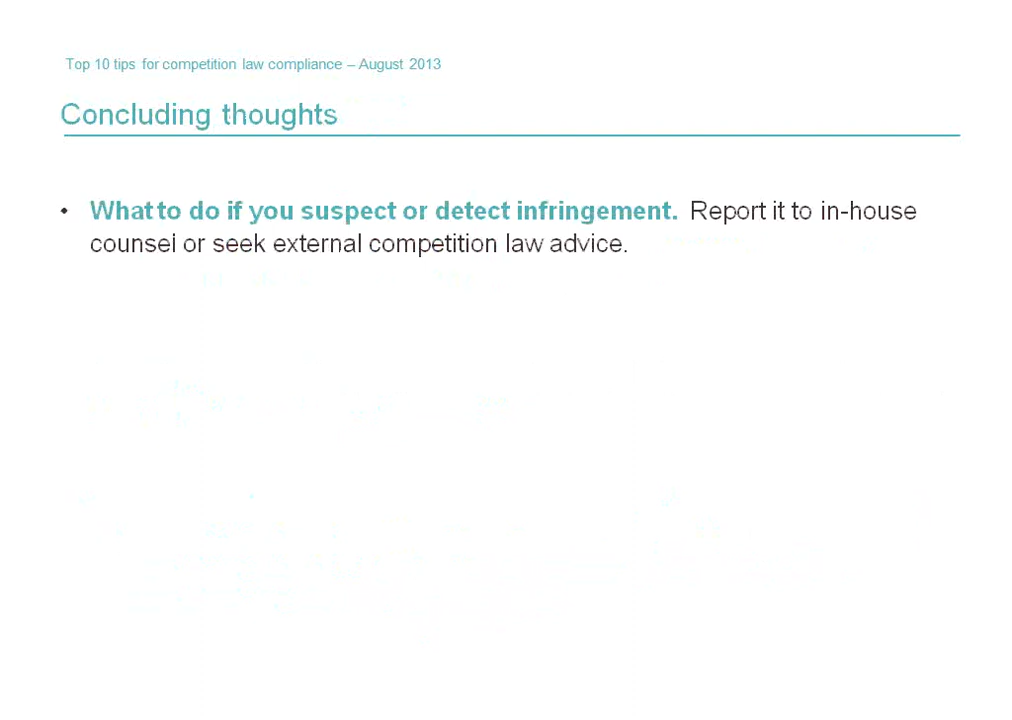 Top 10 tips for competition law compliance – August 2013
Concluding thoughts
• What to do if you suspect or detect infringement. Report it to in-house
counsel or seek external competition law advice.